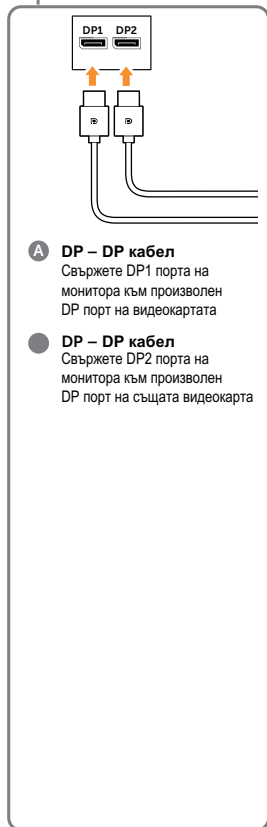 DP1 DP2
A DP – DP кабел
Свържете DP1 порта на
монитора към произволен
DP порт на видеокартата
DP – DP кабел
Свържете DP2 порта на
монитора към произволен
DP порт на същата видеокарта